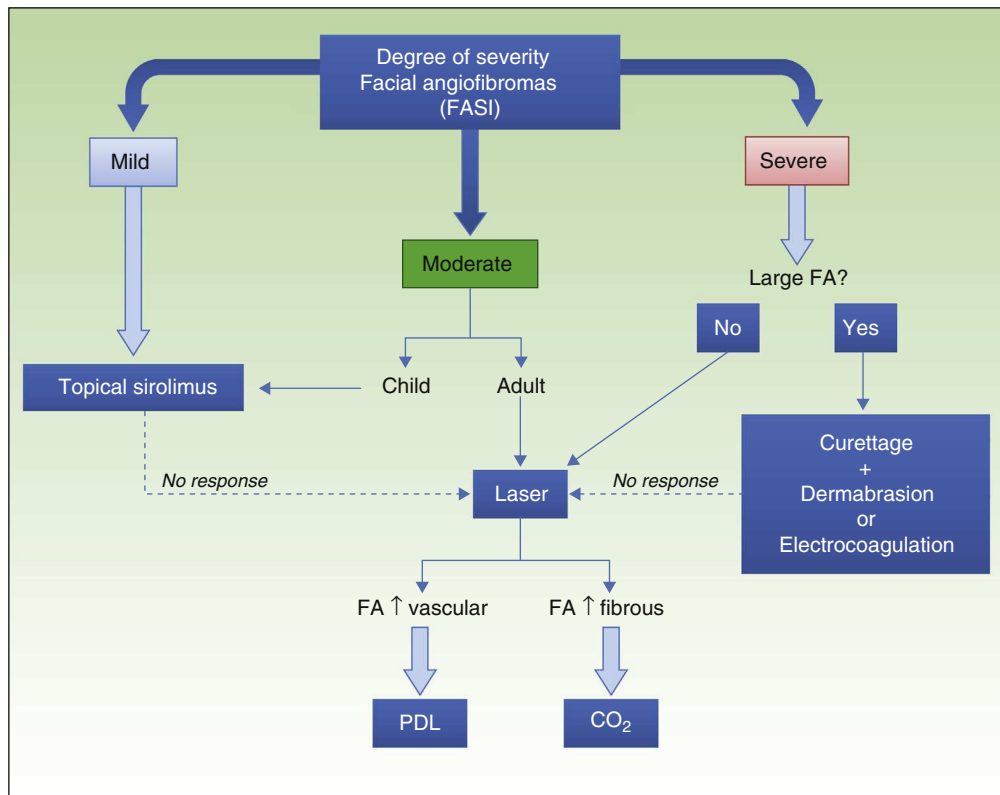 Degree of severity
Facial angiofibromas
(FASI)
Mild
Severe
Moderate
Large FA?
No
Yes
Topical sirolimus
Child
Adult
Curettage
+
Dermabrasion
or
Electrocoagulation
No response
Laser
No response
FA ↑ vascular
FA ↑ fibrous
PDL
CO₂